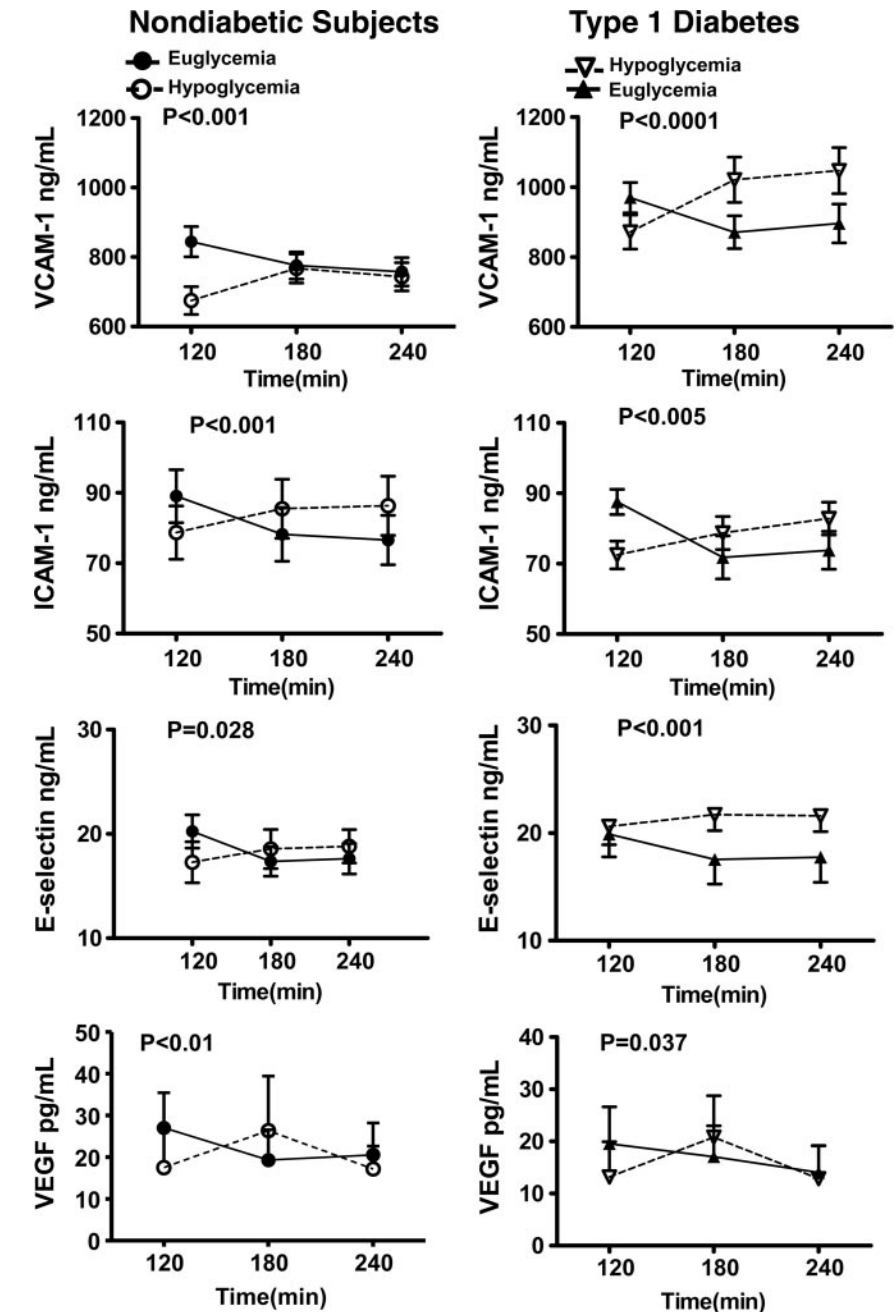 Nondiabetic Subjects
Euglycemia
Hypoglycemia
P<0.001
VCAM-1 ng/mL
1200
1000
800
600
120 180 240
Time(min)
Type 1 Diabetes
Hypoglycemia
Euglycemia
P<0.0001
VCAM-1 ng/mL
1200
1000
800
600
120 180 240
Time(min)
P<0.001
ICAM-1 ng/mL
110
90
70
50
120 180 240
Time(min)
P<0.005
ICAM-1 ng/mL
110
90
70
50
120 180 240
Time(min)
P=0.028
E-selectin ng/mL
30
20
10
120 180 240
Time(min)
P<0.001
E-selectin ng/mL
30
20
10
120 180 240
Time(min)
P<0.01
VEGF pg/mL
50
40
30
20
10
0
120 180 240
Time(min)
P=0.037
VEGF pg/mL
40
30
20
10
0
120 180 240
Time(min)